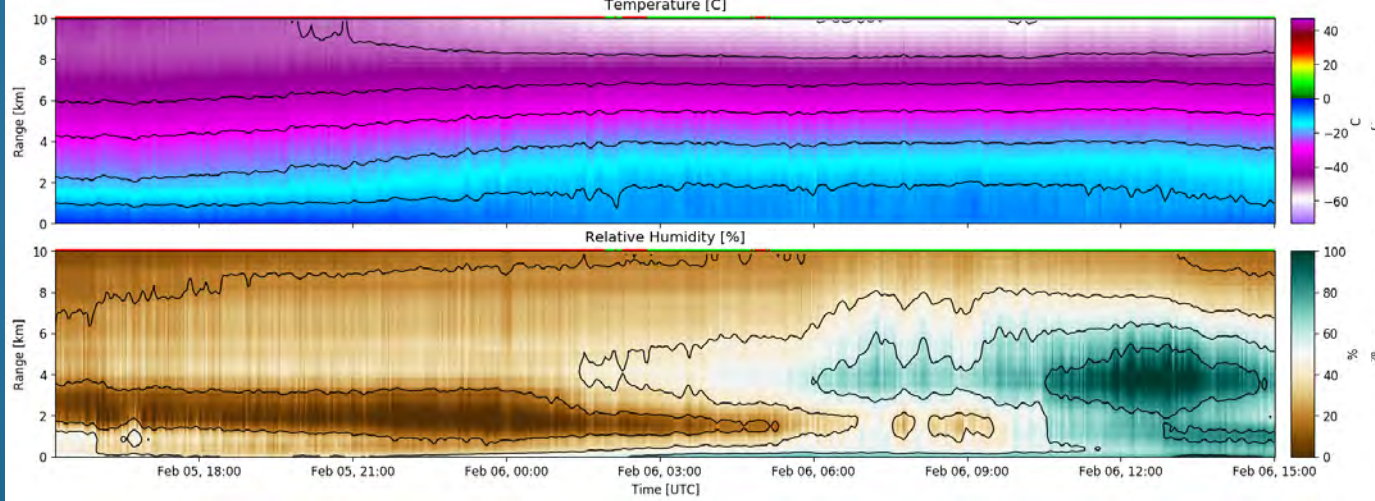 Temperature [C]
10
8
6
4
2
0
Range [km]
40
20
0
−20
−40
−60
C
Relative Humidity [%]
10
8
6
4
2
0
Range [km]
100
80
60
40
20
0
%
Feb 05, 18:00
Feb 05, 21:00
Feb 06, 00:00
Feb 06, 03:00
Feb 06, 06:00
Feb 06, 09:00
Feb 06, 12:00
Feb 06, 15:00
Time [UTC]